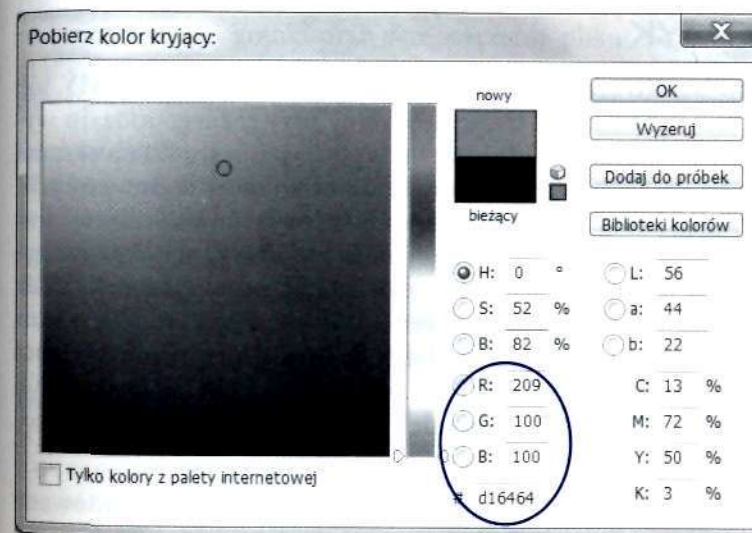 Pobierz kolor kryjący:
X
nowy
bieżący
OK
Wyzeruj
Dodaj do próbek
Biblioteki kolorów
H: 0 °
S: 52 %
B: 82 %
R: 209
G: 100
B: 100
# d16464
L: 56
a: 44
b: 22
C: 13 %
M: 72 %
Y: 50 %
K: 3 %
Tylko kolory z palety internetowej